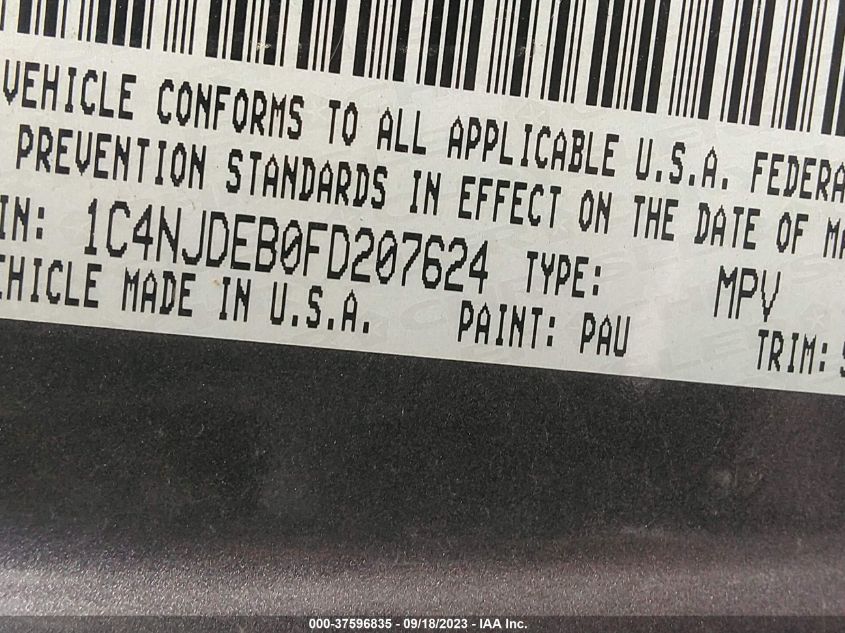 VEHICLE CONFORMS TO ALL APPLICABLE U.S.A. FEDERA
PREVENTION STANDARDS IN EFFECT ON THE DATE OF MA
IN: 1C4NJDEB0FD207624 TYPE: MPV
EHICLE MADE IN U.S.A. PAINT: PAU TRIM:
000-37596835 - 09/18/2023 - IAA Inc.